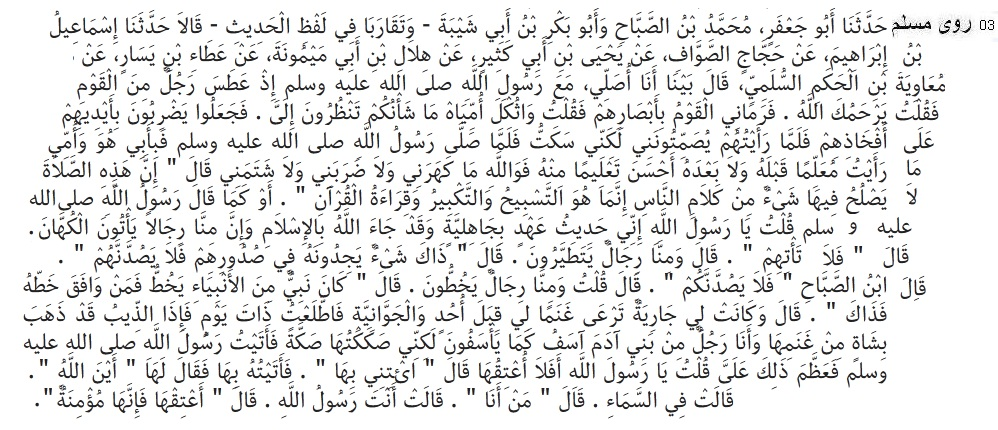 03 روى مسلم حَدَّثَنَا أَبُو جَعْفَرٍ، مُحَمَّدُ بْنُ الصَّبَّاحِ وَأَبُو بَكْرِ بْنُ أَبِي شَيْبَةَ - وَتَقَارَبَا فِي لَفْظِ الْحَدِيثِ - قَالاَ حَدَّثَنَا إِسْمَاعِيلُ
بْنُ إِبْرَاهِيمَ، عَنْ حَجَّاجٍ الصَّوَّافِ، عَنْ يَحْيَى بْنِ أَبِي كَثِيرٍ، عَنْ هِلاَلِ بْنِ أَبِي مَيْمُونَةَ، عَنْ عَطَاءِ بْنِ يَسَارٍ، عَنْ
مُعَاوِيَةَ بْنِ الْحَكَمِ السُّلَمِيِّ، قَالَ بَيْنَا أَنَا أُصَلِّي، مَعَ رَسُولِ اللَّهِ صلى الله عليه وسلم إِذْ عَطَسَ رَجُلٌ مِنَ الْقَوْمِ
فَقُلْتُ يَرْحَمُكَ اللَّهُ . فَرَمَانِي الْقَوْمُ بِأَبْصَارِهِمْ فَقُلْتُ وَاثُكْلَ أُمِّيَاهْ مَا شَأْنُكُمْ تَنْظُرُونَ إِلَىَّ . فَجَعَلُوا يَضْرِبُونَ بِأَيْدِيهِمْ
عَلَى أَفْخَاذِهِمْ فَلَمَّا رَأَيْتُهُمْ يُصَمِّتُونَنِي لَكِنِّي سَكَتُّ فَلَمَّا صَلَّى رَسُولُ اللَّهِ صلى الله عليه وسلم فَبِأَبِي هُوَ وَأُمِّي
مَا رَأَيْتُ مُعَلِّمًا قَبْلَهُ وَلاَ بَعْدَهُ أَحْسَنَ تَعْلِيمًا مِنْهُ فَوَاللَّهِ مَا كَهَرَنِي وَلاَ ضَرَبَنِي وَلاَ شَتَمَنِي قَالَ " إِنَّ هَذِهِ الصَّلاَةَ
لاَ يَصْلُحُ فِيهَا شَىْءٌ مِنْ كَلاَمِ النَّاسِ إِنَّمَا هُوَ التَّسْبِيحُ وَالتَّكْبِيرُ وَقِرَاءَةُ الْقُرْآنِ " . أَوْ كَمَا قَالَ رَسُولُ اللَّهِ صلى الله
عليه و سلم قُلْتُ يَا رَسُولَ اللَّهِ إِنِّي حَدِيثُ عَهْدٍ بِجَاهِلِيَّةٍ وَقَدْ جَاءَ اللَّهُ بِالإِسْلاَمِ وَإِنَّ مِنَّا رِجَالاً يَأْتُونَ الْكُهَّانَ.
قَالَ " فَلاَ تَأْتِهِمْ " . قَالَ وَمِنَّا رِجَالٌ يَتَطَيَّرُونَ . قَالَ " ذَاكَ شَىْءٌ يَجِدُونَهُ فِي صُدُورِهِمْ فَلاَ يَصُدَّنَّهُمْ " .
قَالَ ابْنُ الصَّبَّاحِ " فَلاَ يَصُدَّنَّكُمْ " . قَالَ قُلْتُ وَمِنَّا رِجَالٌ يَخُطُّونَ . قَالَ " كَانَ نَبِيٌّ مِنَ الأَنْبِيَاءِ يَخُطُّ فَمَنْ وَافَقَ خَطَّهُ
فَذَاكَ " . قَالَ وَكَانَتْ لِي جَارِيَةٌ تَرْعَى غَنَمًا لِي قِبَلَ أُحُدٍ وَالْجَوَّانِيَّةِ فَاطَّلَعْتُ ذَاتَ يَوْمٍ فَإِذَا الذِّيبُ قَدْ ذَهَبَ
بِشَاةٍ مِنْ غَنَمِهَا وَأَنَا رَجُلٌ مِنْ بَنِي آدَمَ آسَفُ كَمَا يَأْسَفُونَ لَكِنِّي صَكَكْتُهَا صَكَّةً فَأَتَيْتُ رَسُولَ اللَّهِ صلى الله عليه
وسلم فَعَظَّمَ ذَلِكَ عَلَىَّ قُلْتُ يَا رَسُولَ اللَّهِ أَفَلاَ أُعْتِقُهَا قَالَ " ائْتِنِي بِهَا " . فَأَتَيْتُهُ بِهَا فَقَالَ لَهَا " أَيْنَ اللَّهُ " .
قَالَتْ فِي السَّمَاءِ . قَالَ " مَنْ أَنَا " . قَالَتْ أَنْتَ رَسُولُ اللَّهِ . قَالَ " أَعْتِقْهَا فَإِنَّهَا مُؤْمِنَةٌ ".